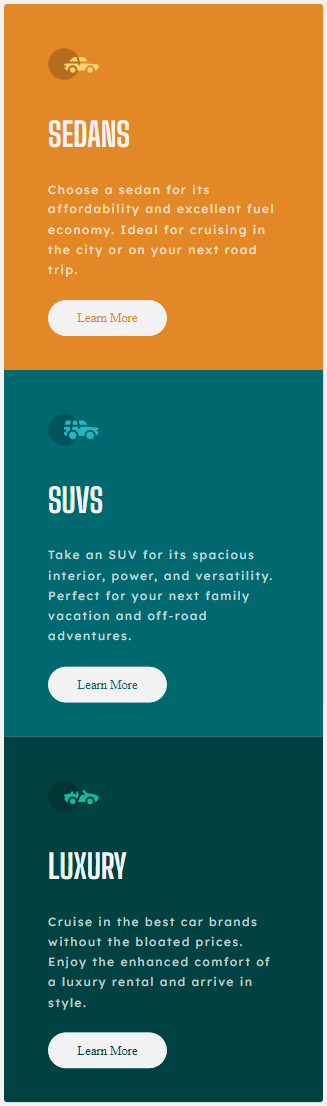 SEDANS
Choose a sedan for its
affordability and excellent fuel
economy. Ideal for cruising in
the city or on your next road
trip.
Learn More
SUVS
Take an SUV for its spacious
interior, power, and versatility.
Perfect for your next family
vacation and off-road
adventures.
Learn More
LUXURY
Cruise in the best car brands
without the bloated prices.
Enjoy the enhanced comfort of
a luxury rental and arrive in
style.
Learn More